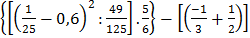 {[(1/25 − 0,6)² : 49/125] . 5/6} − [(−1/3 + 1/2)]